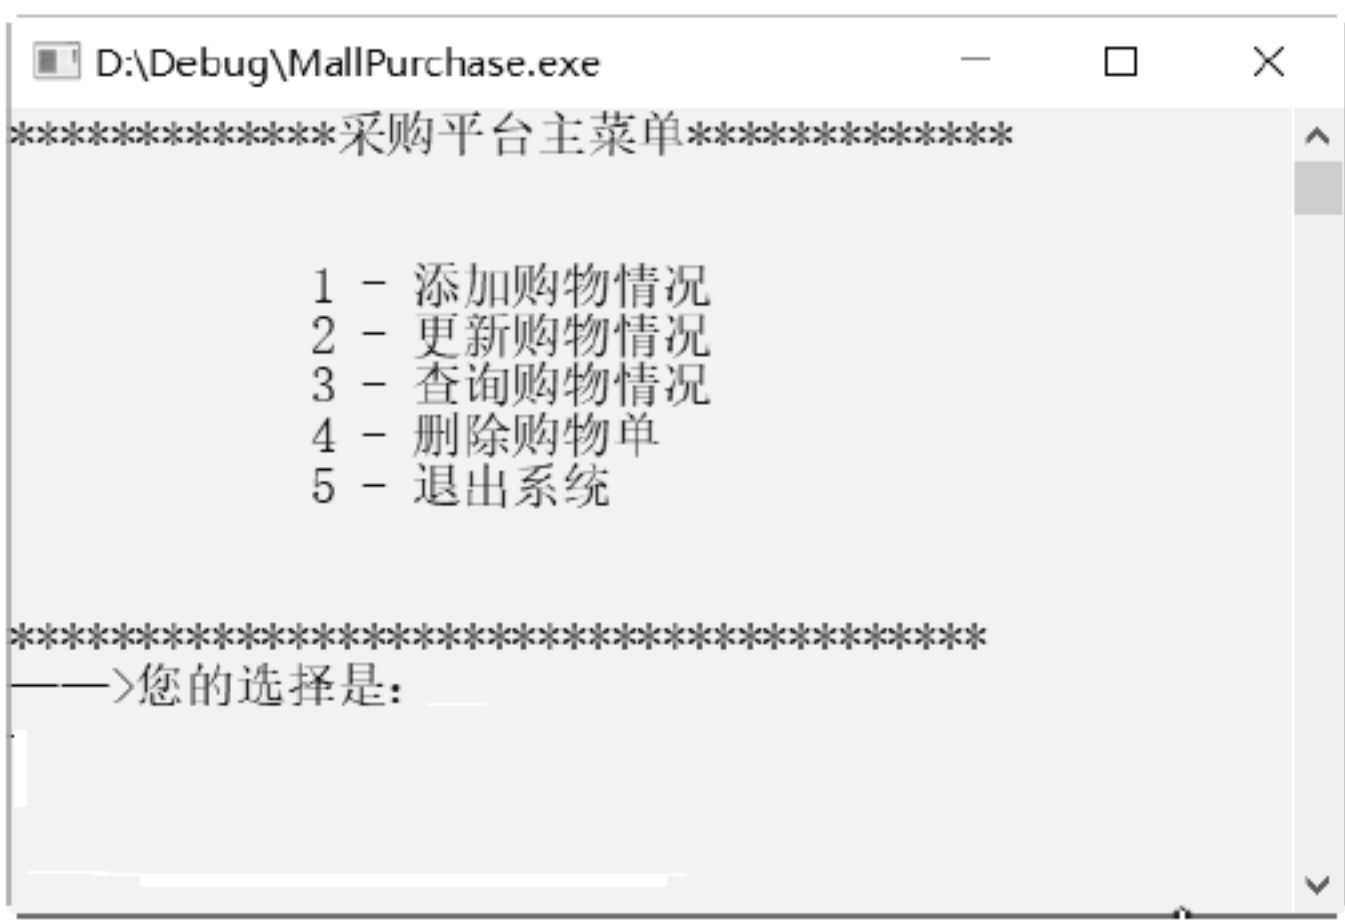 D:\Debug\MallPurchase.exe
*************采购平台主菜单*************
1 - 添加购物情况
2 - 更新购物情况
3 - 查询购物情况
4 - 删除购物单
5 - 退出系统
***************************************
——>您的选择是: